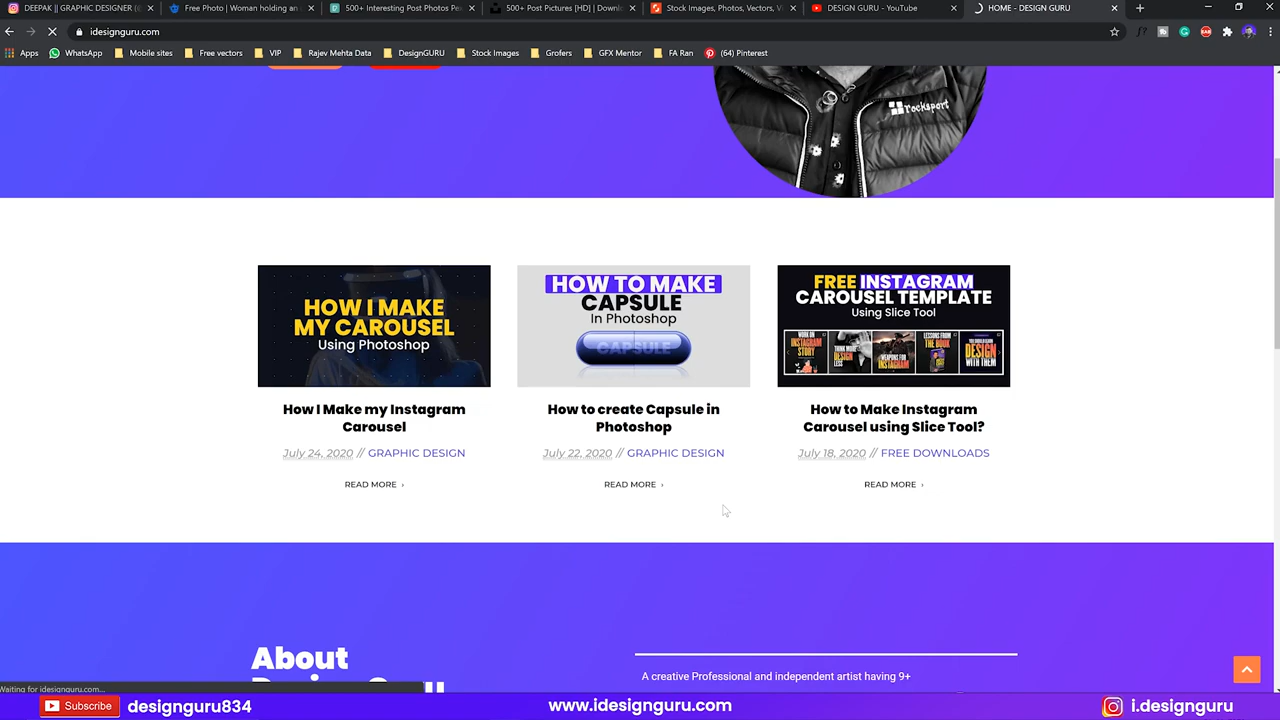 DEEPAK || GRAPHIC DESIGNER (
Free Photo | Woman holding an
500+ Interesting Post Photos Pex
500+ Post Pictures [HD] | Downl
Stock Images, Photos, Vectors, Vi
DESIGN GURU - YouTube
HOME - DESIGN GURU
idesignguru.com
Apps
WhatsApp
Mobile sites
Free vectors
VIP
Rajev Mehta Data
DesignGURU
Stock Images
Grofers
GFX Mentor
FA Ran
(64) Pinterest
Rocksport
HOW I MAKE
MY CAROUSEL
Using Photoshop
HOW TO MAKE
CAPSULE
In Photoshop
CAPSULE
FREE INSTAGRAM
CAROUSEL TEMPLATE
Using Slice Tool
How I Make my Instagram
Carousel
July 24, 2020 // GRAPHIC DESIGN
READ MORE ›
How to create Capsule in
Photoshop
July 22, 2020 // GRAPHIC DESIGN
READ MORE ›
How to Make Instagram
Carousel using Slice Tool?
July 18, 2020 // FREE DOWNLOADS
READ MORE ›
About
A creative Professional and independent artist having 9+
Waiting for idesignguru.com...
Subscribe
designguru834
www.idesignguru.com
i.designguru